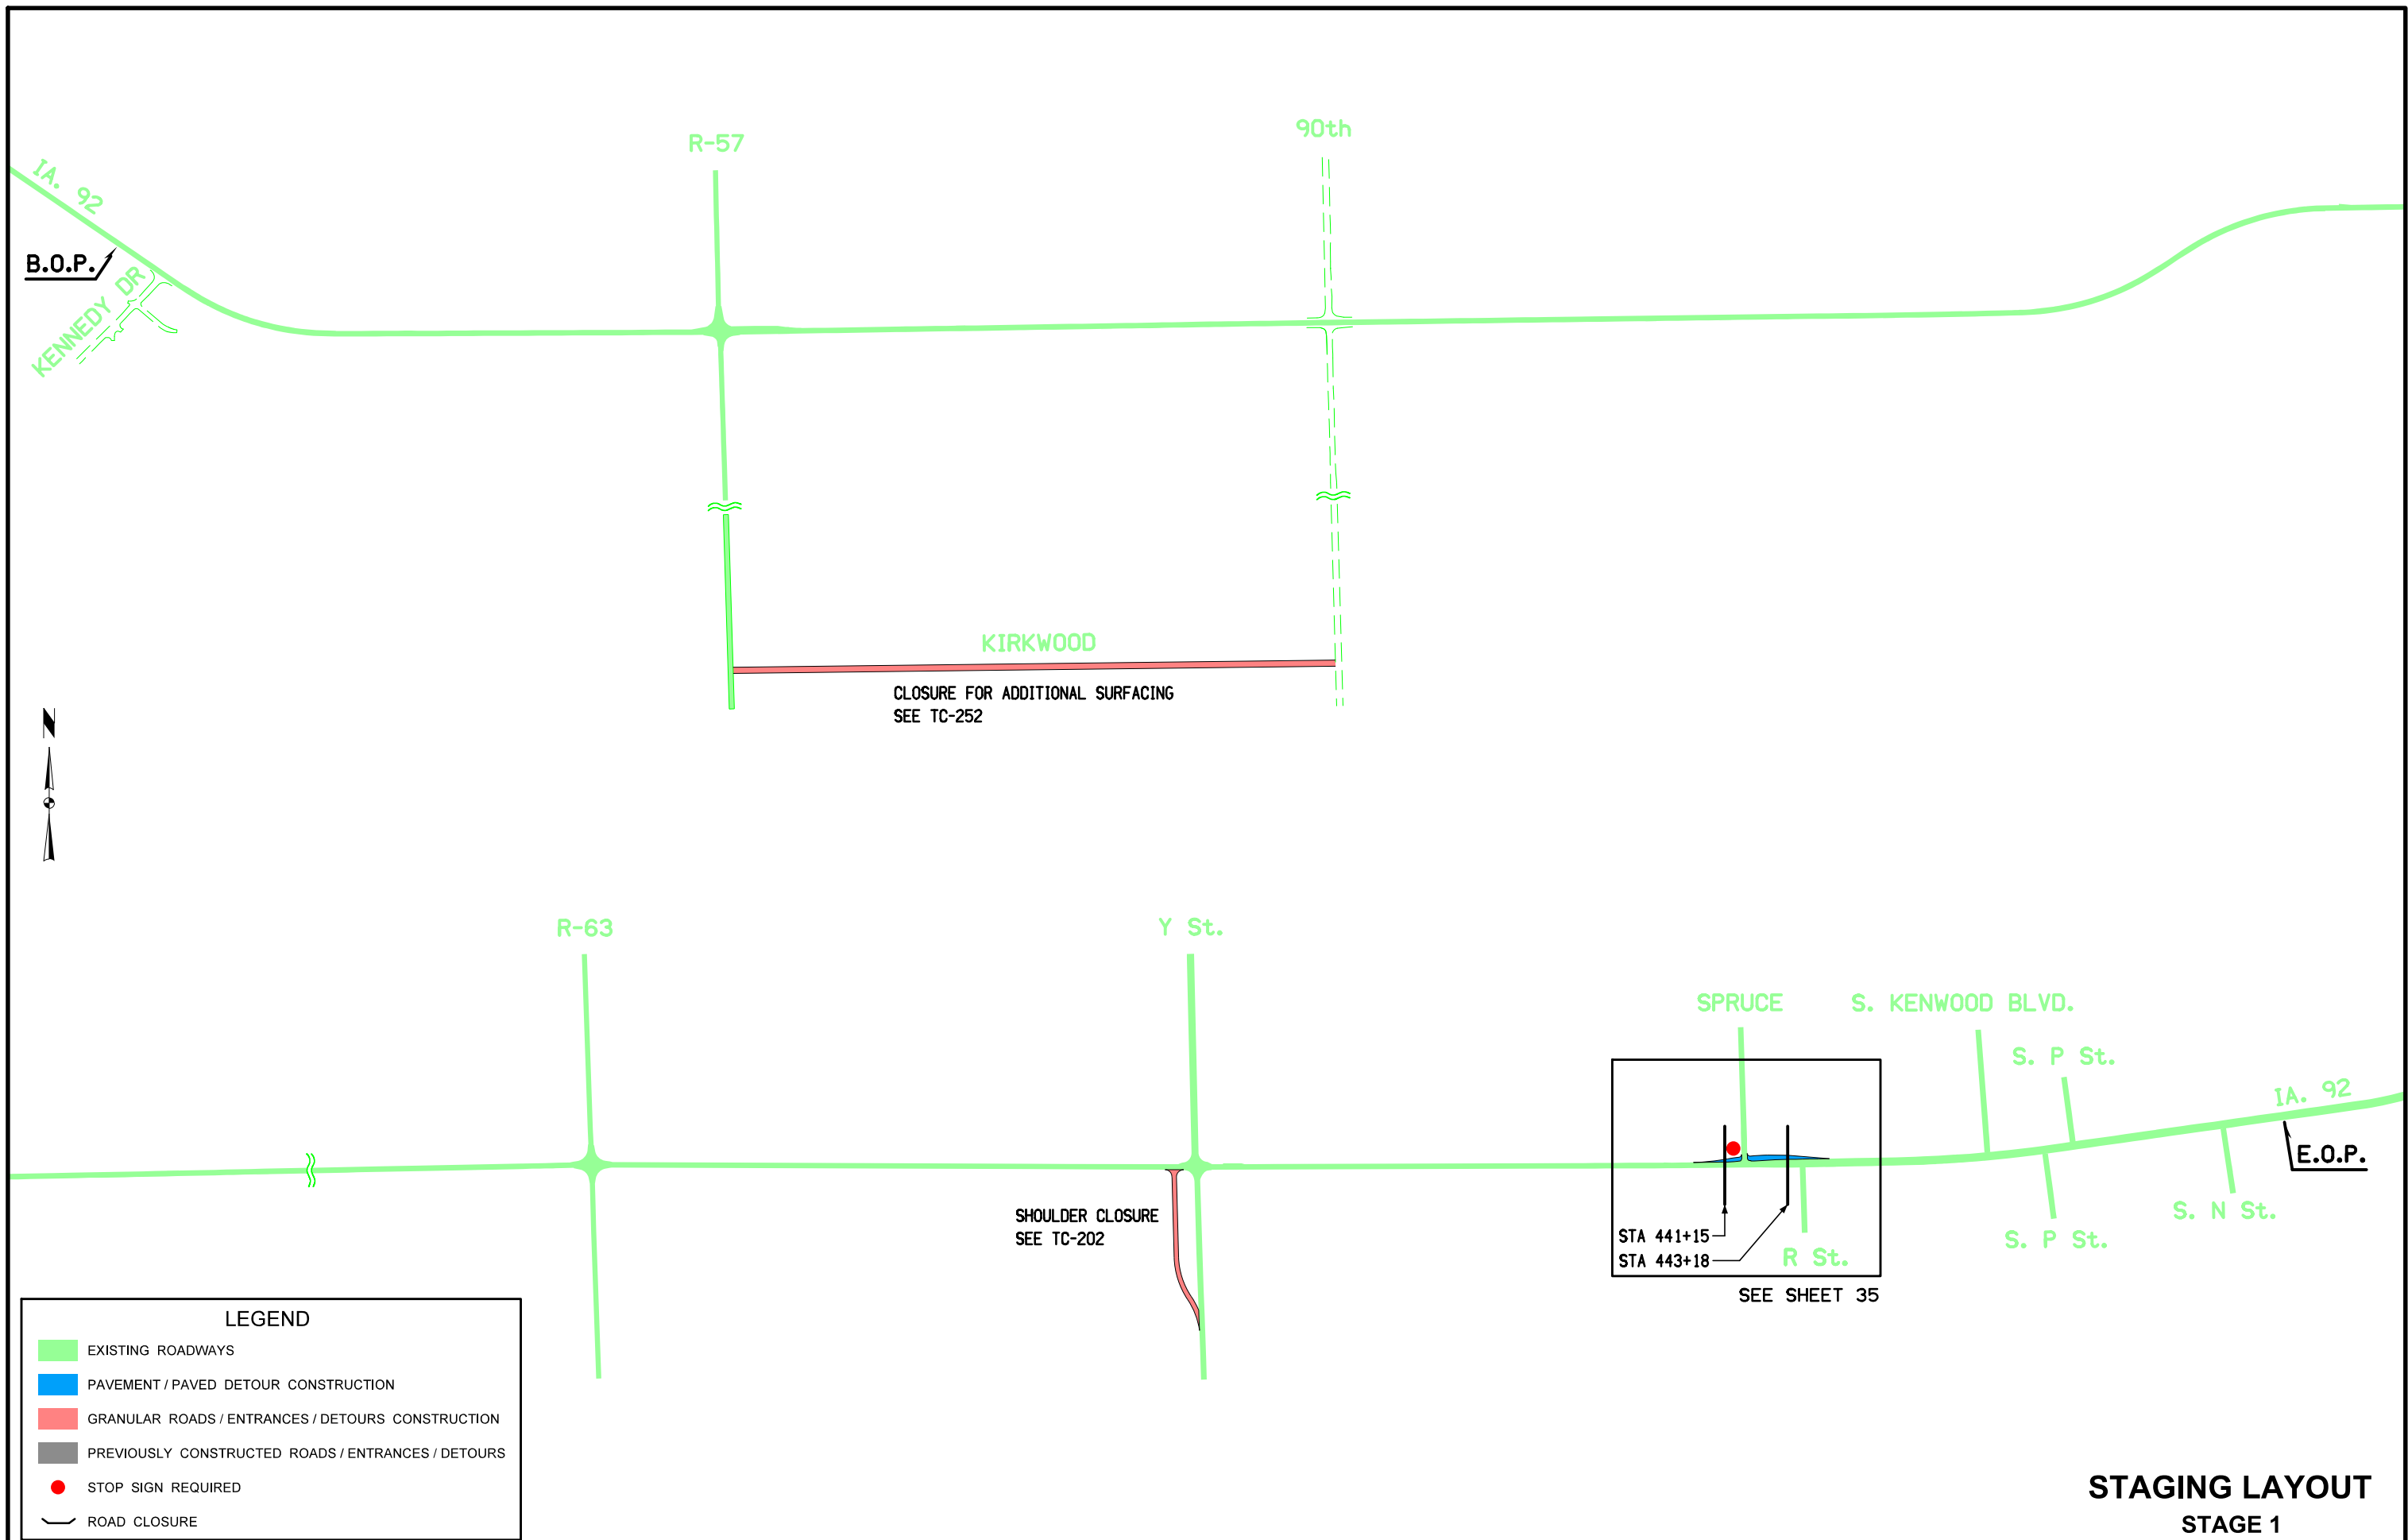 R-57
90th
IA. 92
B.O.P.
KENNEDY DR
KIRKWOOD
CLOSURE FOR ADDITIONAL SURFACING
SEE TC-252
N
R-63
Y St.
SPRUCE
S. KENWOOD BLVD.
S. P St.
IA. 92
E.O.P.
SHOULDER CLOSURE
SEE TC-202
STA 441+15
STA 443+18
R St.
S. P St.
S. N St.
SEE SHEET 35
LEGEND
EXISTING ROADWAYS
PAVEMENT / PAVED DETOUR CONSTRUCTION
GRANULAR ROADS / ENTRANCES / DETOURS CONSTRUCTION
PREVIOUSLY CONSTRUCTED ROADS / ENTRANCES / DETOURS
STOP SIGN REQUIRED
ROAD CLOSURE
STAGING LAYOUT
STAGE 1